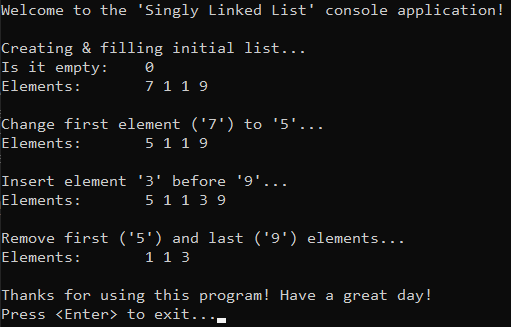 Welcome to the 'Singly Linked List' console application!
Creating & filling initial list...
Is it empty:    0
Elements:       7 1 1 9
Change first element ('7') to '5'...
Elements:       5 1 1 9
Insert element '3' before '9'...
Elements:       5 1 1 3 9
Remove first ('5') and last ('9') elements...
Elements:       1 1 3
Thanks for using this program! Have a great day!
Press <Enter> to exit...